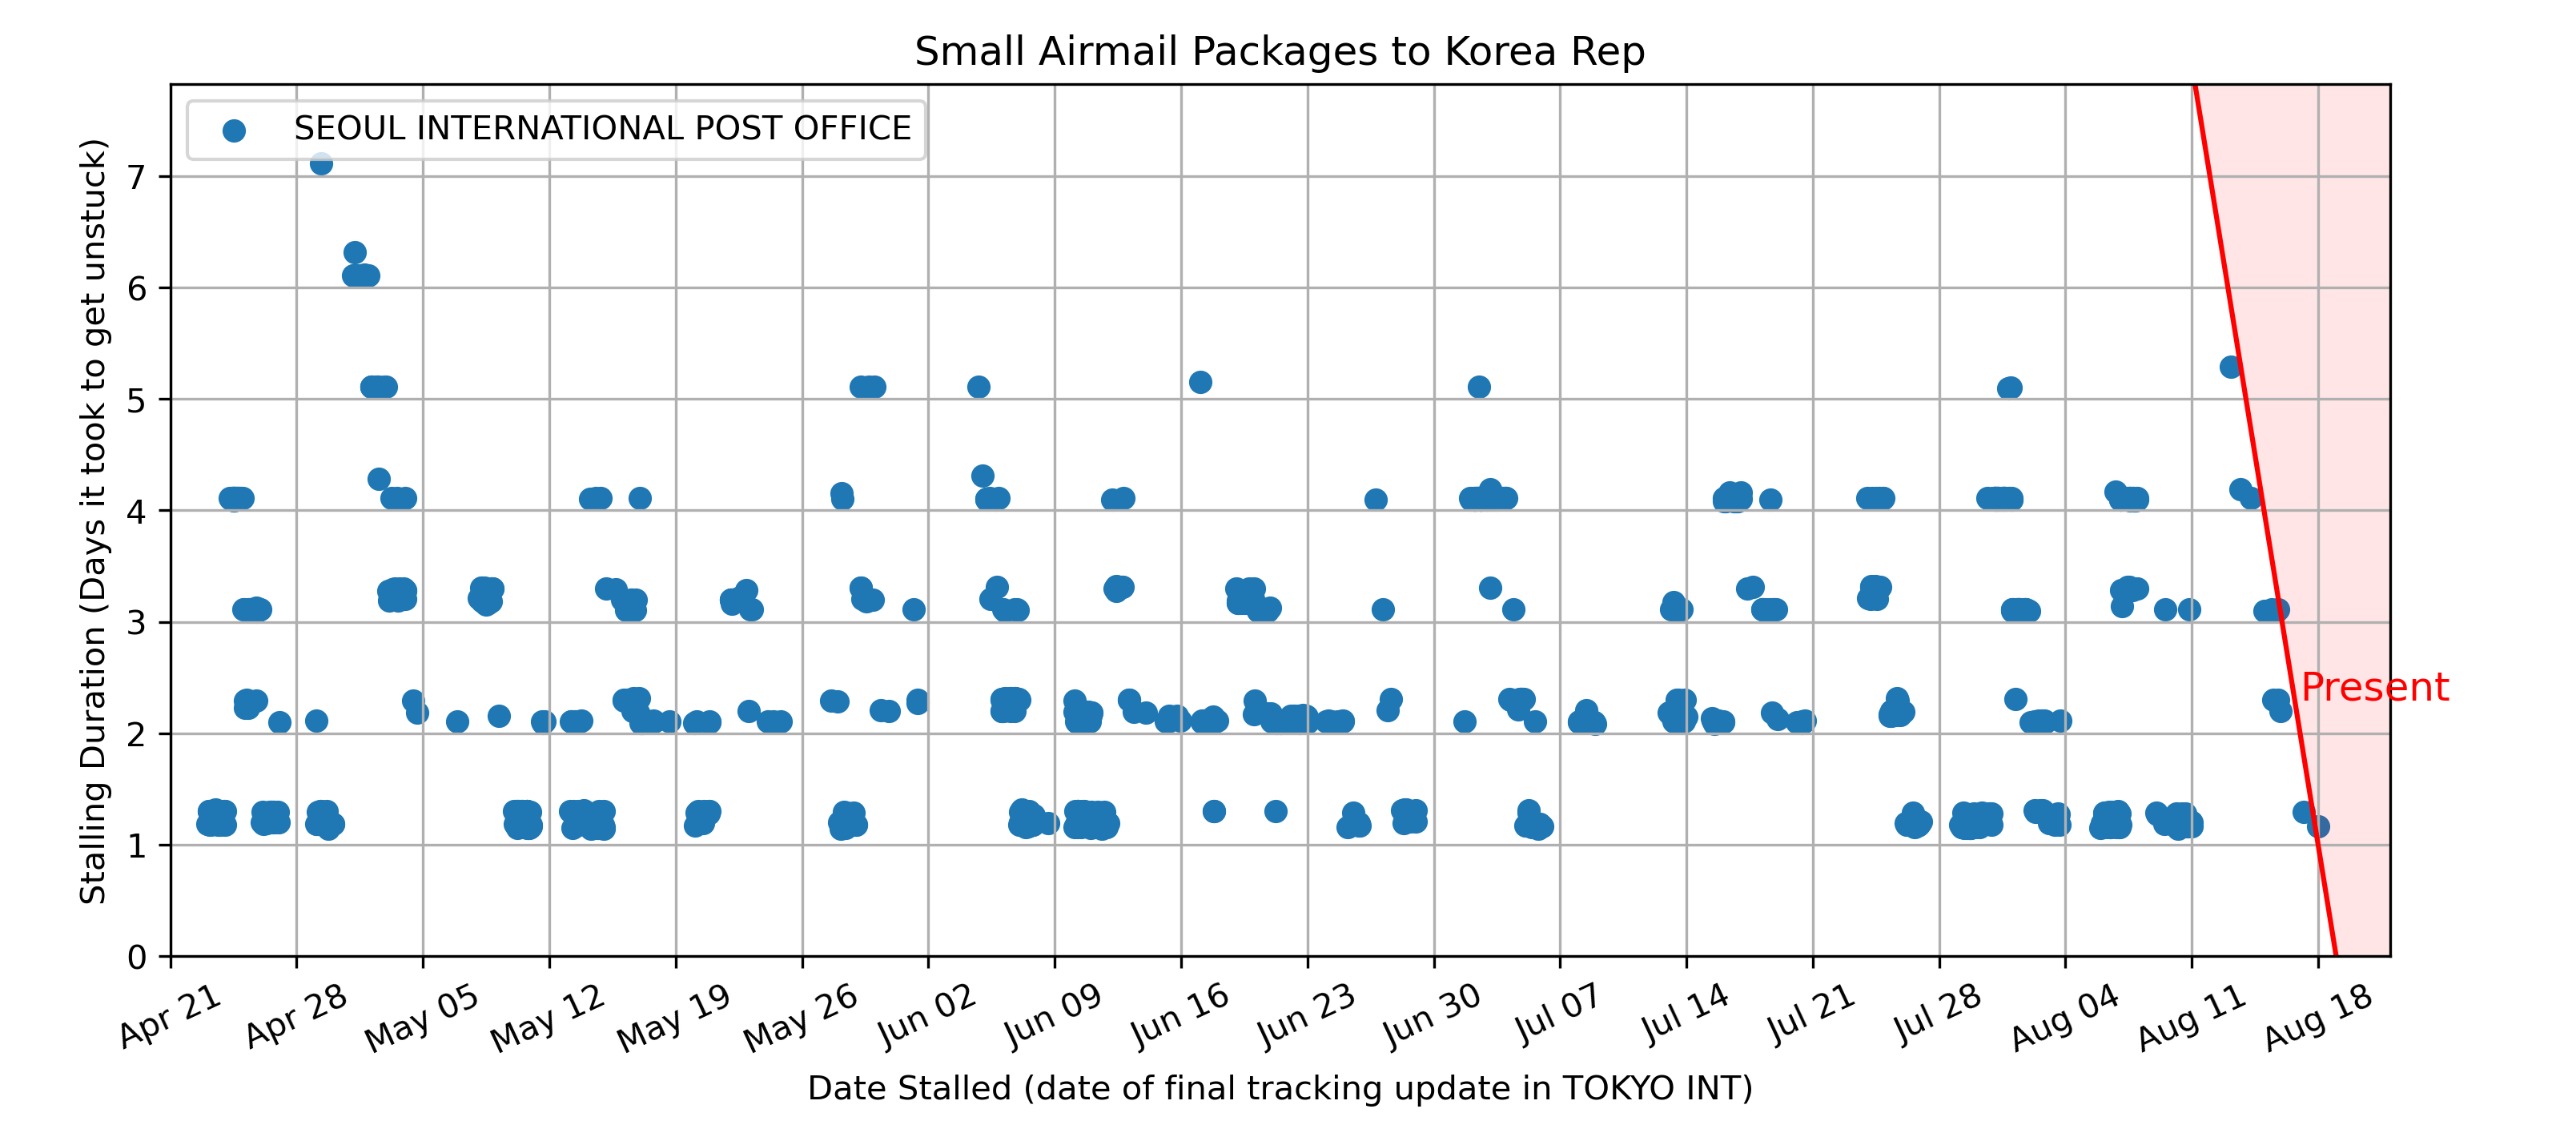 Small Airmail Packages to Korea Rep
SEOUL INTERNATIONAL POST OFFICE
Stalling Duration (Days it took to get unstuck)
7
6
5
4
3
2
1
0
Present
Apr 21 Apr 28 May 05 May 12 May 19 May 26 Jun 02 Jun 09 Jun 16 Jun 23 Jun 30 Jul 07 Jul 14 Jul 21 Jul 28 Aug 04 Aug 11 Aug 18
Date Stalled (date of final tracking update in TOKYO INT)